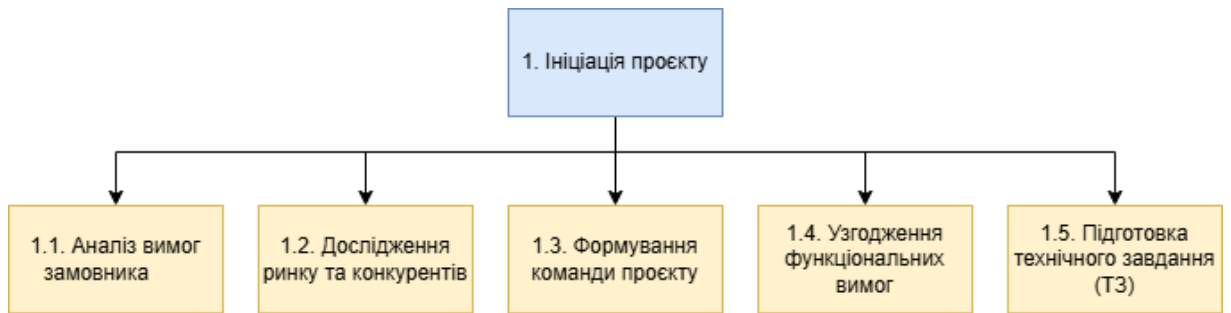 1. Ініціація проєкту
1.1. Аналіз вимог
замовника
1.2. Дослідження
ринку та конкурентів
1.3. Формування
команди проєкту
1.4. Узгодження
функціональних
вимог
1.5. Підготовка
технічного завдання
(ТЗ)